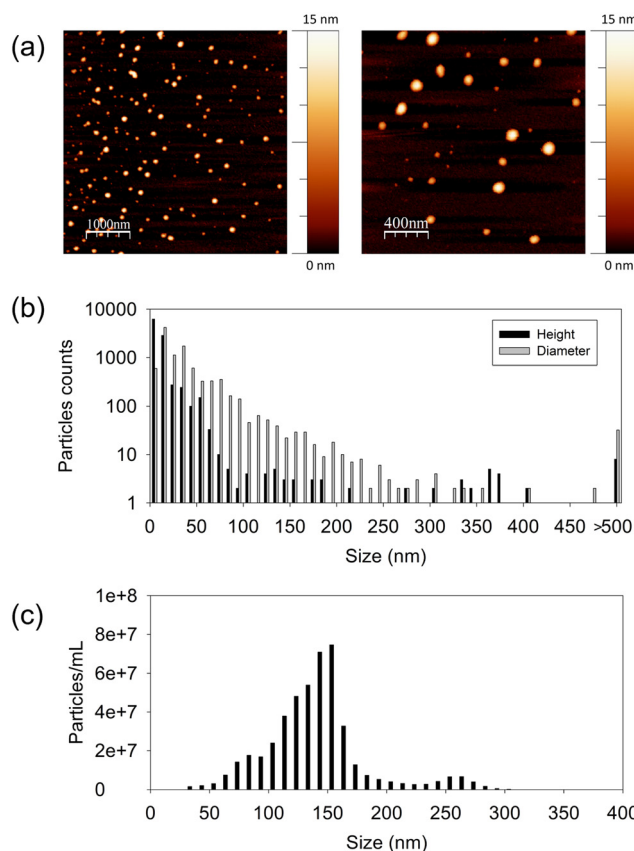 (a)
15 nm
15 nm
1000nm
400nm
0 nm
0 nm
(b)
10000
1000
100
10
1
Particles counts
Height
Diameter
0 50 100 150 200 250 300 350 400 450 >500
Size (nm)
(c)
1e+8
8e+7
6e+7
4e+7
2e+7
0
Particles/mL
0 50 100 150 200 250 300 350 400
Size (nm)